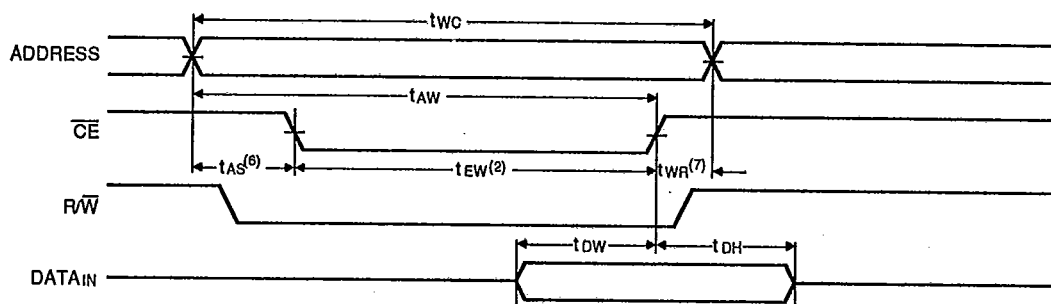 tWC
ADDRESS
tAW
CE
tAS(6)
tEW(2)
tWR(7)
R/W
tDW
tDH
DATAIN